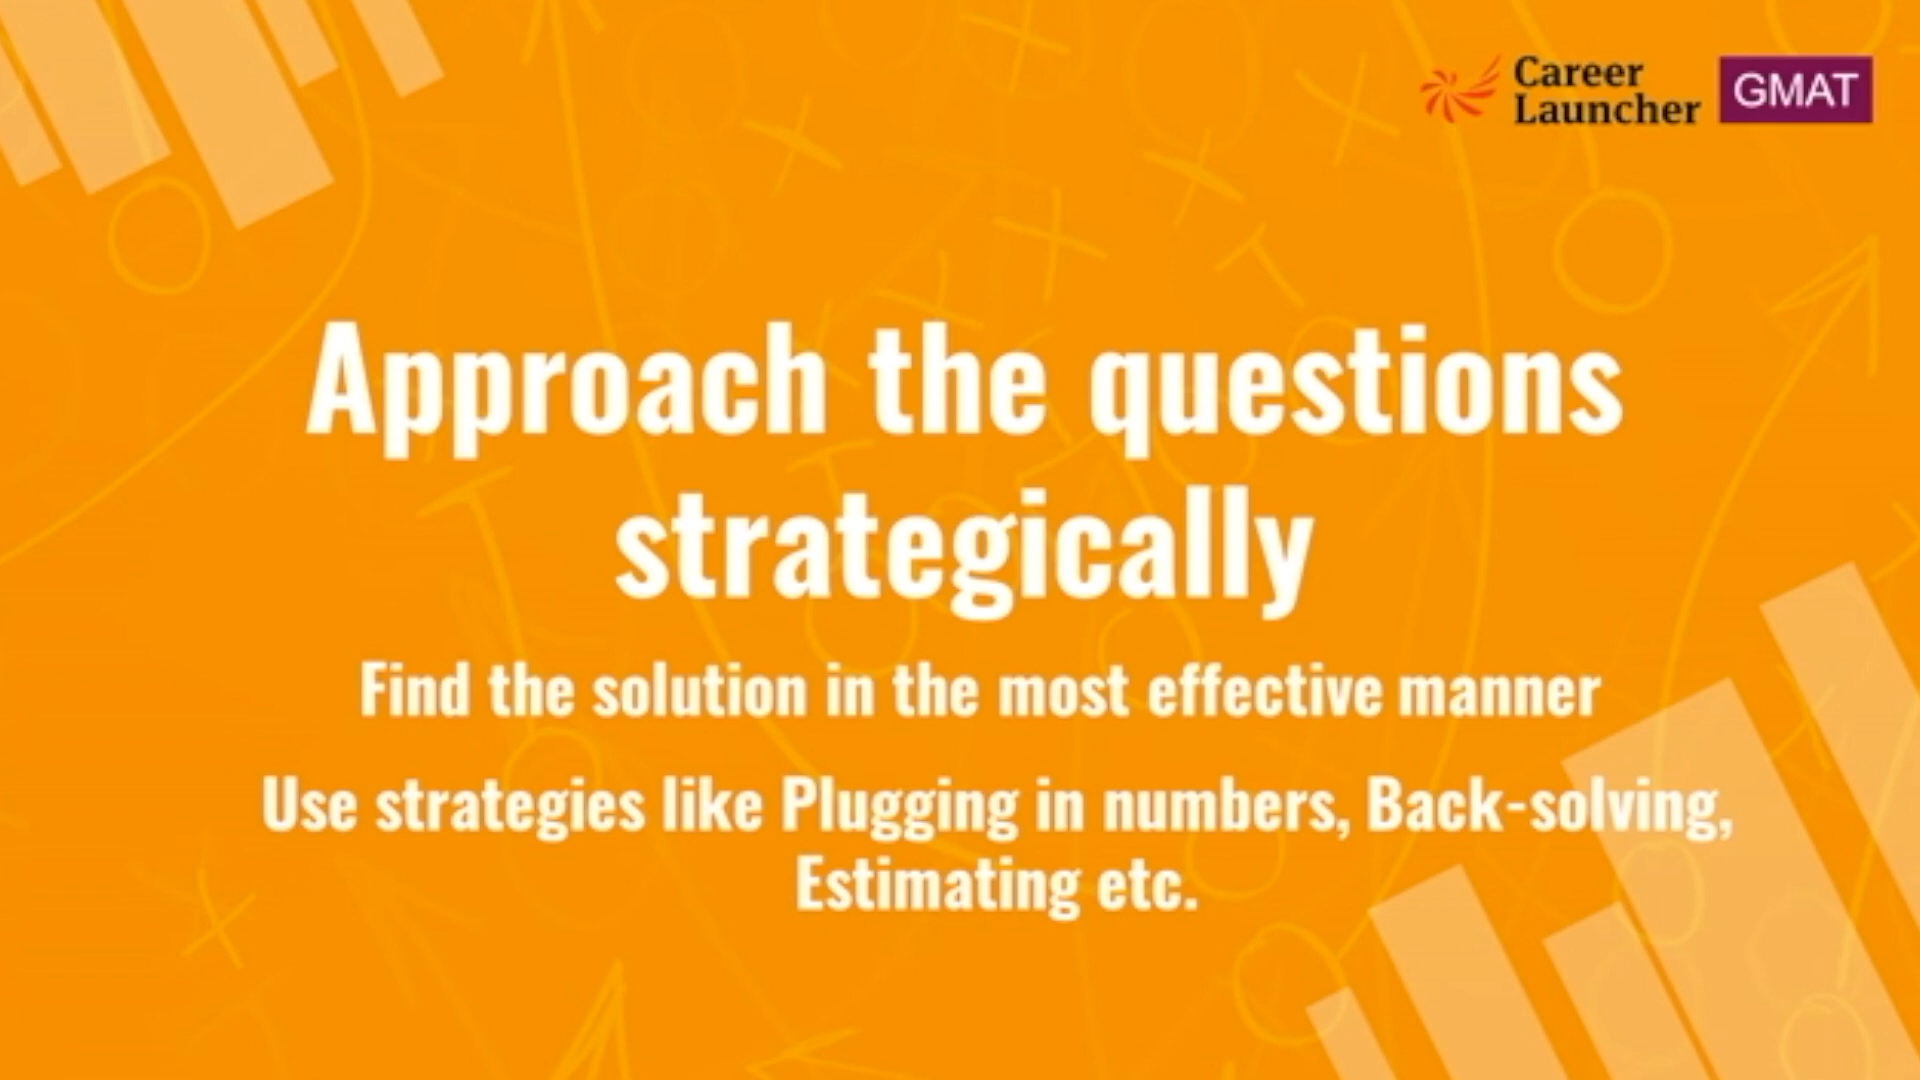 Career
Launcher
GMAT
Approach the questions
strategically
Find the solution in the most effective manner
Use strategies like Plugging in numbers, Back-solving,
Estimating etc.